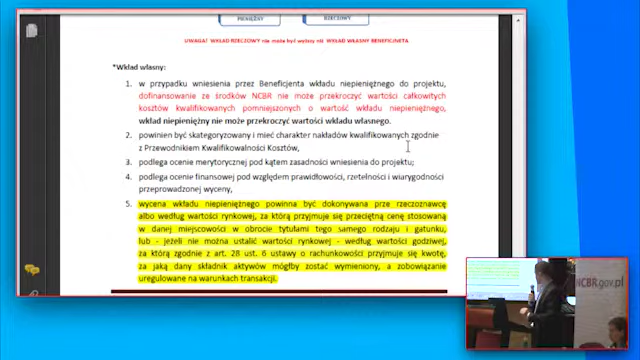 PIENIĘŻNY
RZECZOWY
UWAGA! WKŁAD RZECZOWY nie może być wyższy niż WKŁAD WŁASNY BENEFICJENTA
*Wkład własny:
1. w przypadku wniesienia przez Beneficjenta wkładu niepieniężnego do projektu,
dofinansowanie ze środków NCBR nie może przekroczyć wartości całkowitych
kosztów kwalifikowanych pomniejszonych o wartość wkładu niepieniężnego,
wkład niepieniężny nie może przekroczyć wartości wkładu własnego.
2. powinien być skategoryzowany i mieć charakter nakładów kwalifikowanych zgodnie
z Przewodnikiem Kwalifikowalności Kosztów,
3. podlega ocenie merytorycznej pod kątem zasadności wniesienia do projektu;
4. podlega ocenie finansowej pod względem prawidłowości, rzetelności i wiarygodności
przeprowadzonej wyceny,
5. wycena wkładu niepieniężnego powinna być dokonywana prze rzeczoznawcę
albo według wartości rynkowej, za którą przyjmuje się przeciętną cenę stosowaną
w danej miejscowości w obrocie tytułami tego samego rodzaju i gatunku,
lub - jeżeli nie można ustalić wartości rynkowej - według wartości godziwej,
za którą zgodnie z art. 28 ust. 6 ustawy o rachunkowości przyjmuje się kwotę,
za jaką dany składnik aktywów mógłby zostać wymieniony, a zobowiązanie
uregulowane na warunkach transakcji.
NCBR.gov.pl